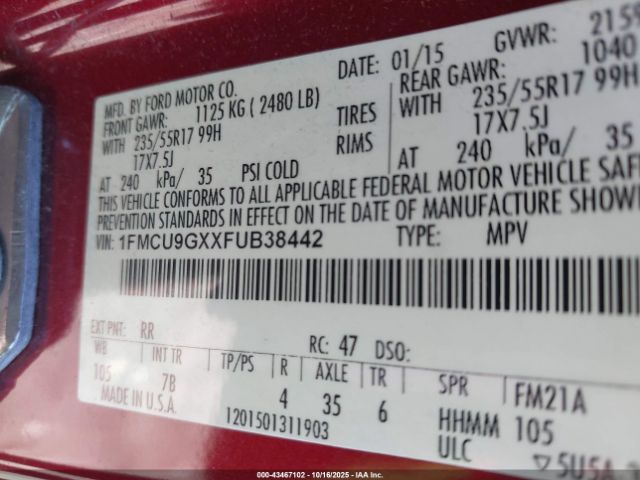 MFD. BY FORD MOTOR CO.
DATE: 01/15 GVWR: 215
FRONT GAWR: 1125 KG ( 2480 LB) REAR GAWR: 1040
WITH 235/55R17 99H TIRES WITH 235/55R17 99H
17X7.5J RIMS 17X7.5J
AT 240 kPa/ 35 PSI COLD AT 240 kPa/ 35
THIS VEHICLE CONFORMS TO ALL APPLICABLE FEDERAL MOTOR VEHICLE SAF
PREVENTION STANDARDS IN EFFECT ON THE DATE OF MANUFACTURE SHOW
VIN: 1FMCU9GXXFUB38442 TYPE: MPV
EXT PNT: RR RC: 47 DSO:
WB INT TR TP/PS R AXLE TR SPR FM21A
105 7B 4 35 6 HHMM 105
MADE IN U.S.A. 1201501311903 ULC ▽5U5A
© IAA - 43467102 | 10/16/2025